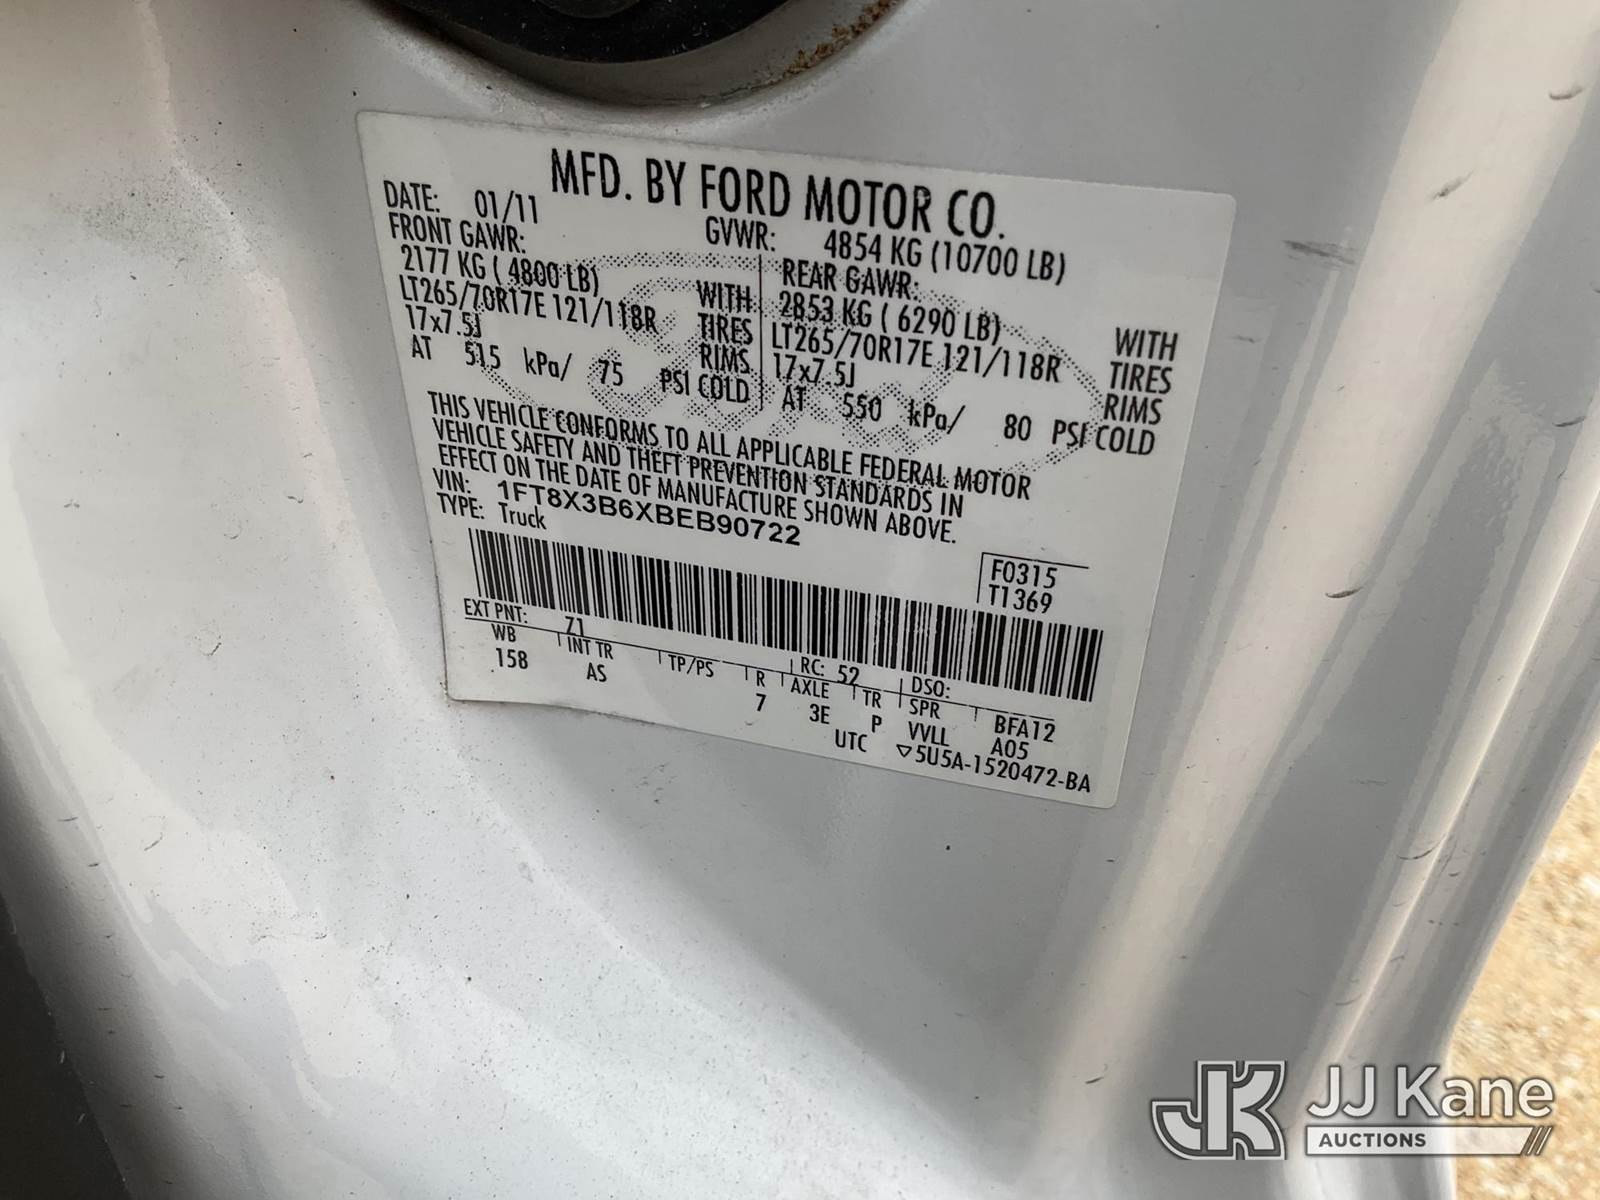 MFD. BY FORD MOTOR CO.
DATE: 01/11 GVWR: 4854 KG (10700 LB)
FRONT GAWR: REAR GAWR:
2177 KG ( 4800 LB) WITH 2853 KG ( 6290 LB) WITH
LT265/70R17E 121/118R TIRES LT265/70R17E 121/118R TIRES
17x7.5J RIMS 17x7.5J RIMS
AT 515 kPa/ 75 PSI COLD AT 550 kPa/ 80 PSI COLD
THIS VEHICLE CONFORMS TO ALL APPLICABLE FEDERAL MOTOR
VEHICLE SAFETY AND THEFT PREVENTION STANDARDS IN
EFFECT ON THE DATE OF MANUFACTURE SHOWN ABOVE.
VIN: 1FT8X3B6XBEB90722
TYPE: Truck
F0315
T1369
EXT PNT: Z1 RC: 52 DSO:
WB INT TR TP/PS R AXLE TR SPR BFA12
158 AS 7 3E P VVLL A05
UTC ▽5U5A-1520472-BA
JK JJ Kane
AUCTIONS